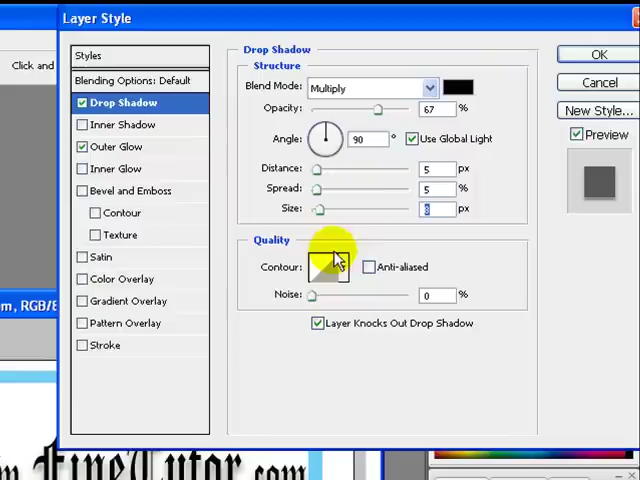 Layer Style
Click and
Styles
Blending Options: Default
Drop Shadow
Inner Shadow
Outer Glow
Inner Glow
Bevel and Emboss
Contour
Texture
Satin
Color Overlay
Gradient Overlay
Pattern Overlay
Stroke
Drop Shadow
Structure
Blend Mode: Multiply
Opacity: 67 %
Angle: 90 ° Use Global Light
Distance: 5 px
Spread: 5 %
Size: 8 px
Quality
Contour: Anti-aliased
Noise: 0 %
Layer Knocks Out Drop Shadow
OK
Cancel
New Style...
Preview
m, RGB/8
FineTutor.com